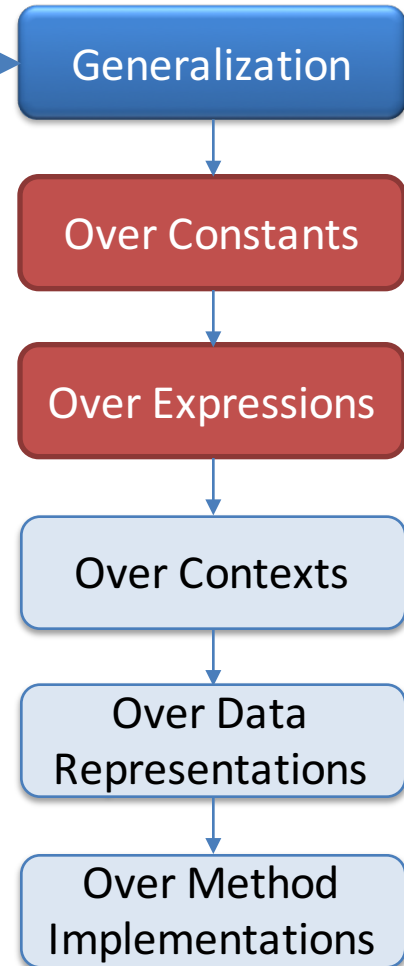 Generalization
Over Constants
Over Expressions
Over Contexts
Over Data
Representations
Over Method
Implementations